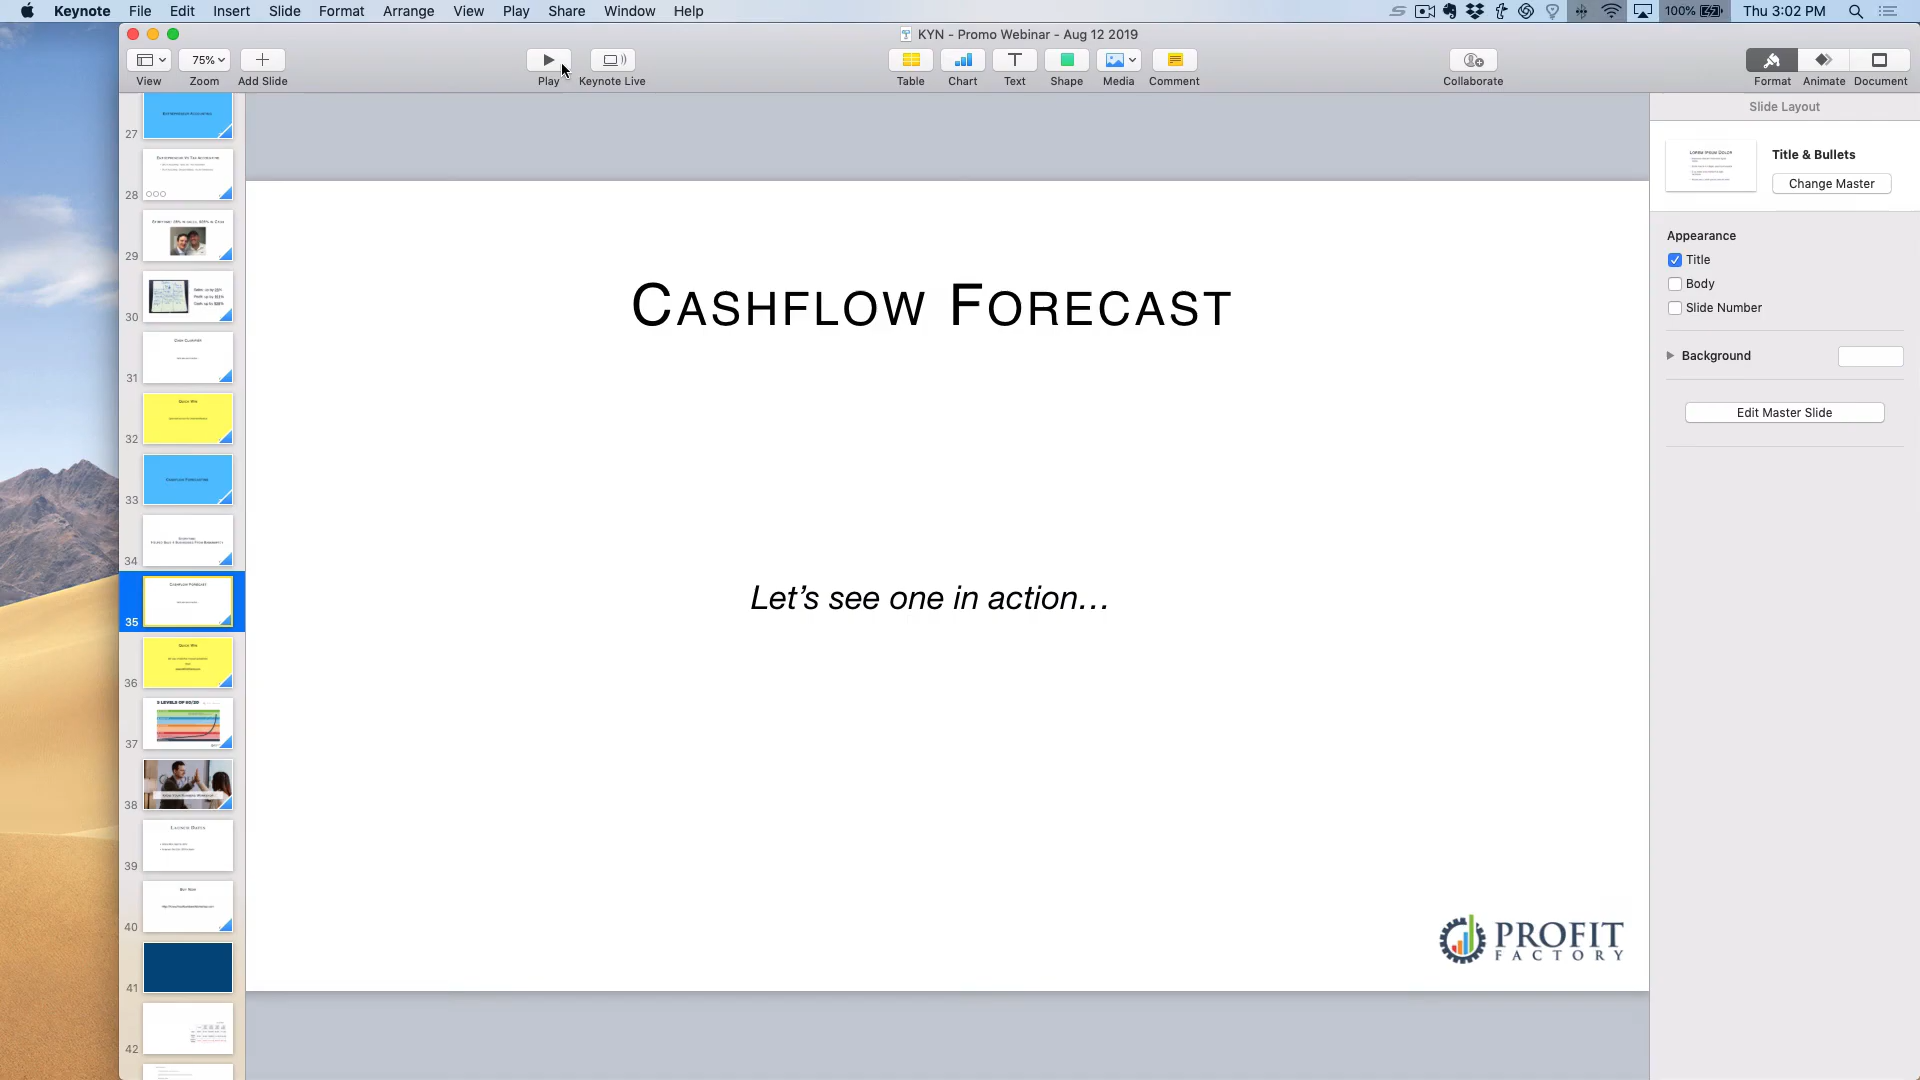 Keynote File Edit Insert Slide Format Arrange View Play Share Window Help 100% Thu 3:02 PM
KYN - Promo Webinar - Aug 12 2019
75%
View Zoom Add Slide Play Keynote Live Table Chart Text Shape Media Comment Collaborate Format Animate Document
Slide Layout
Title & Bullets
Change Master
Appearance
Title
Body
Slide Number
Background
Edit Master Slide
27
28
29
30
31
32
33
34
35
36
37
38
39
40
41
42
Cashflow Forecast
Let's see one in action…
PROFIT
FACTORY